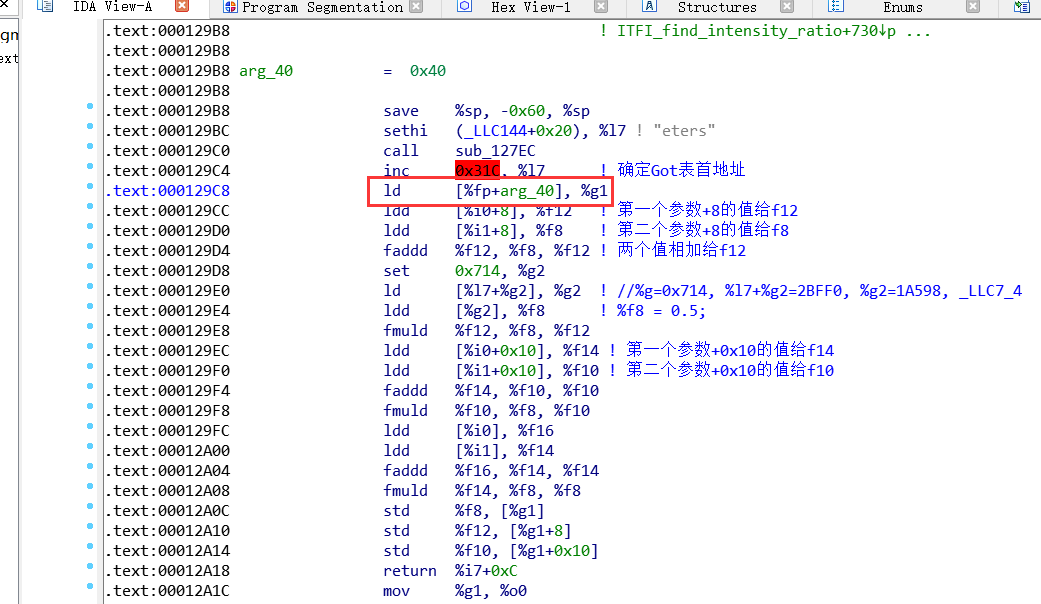 IDA View-A Program Segmentation Hex View-1 Structures Enums
.text:000129B8 ! ITFI_find_intensity_ratio+730↓p ...
.text:000129B8
.text:000129B8 arg_40 = 0x40
.text:000129B8
.text:000129B8 save %sp, -0x60, %sp
.text:000129BC sethi (_LLC144+0x20), %l7 ! "eters"
.text:000129C0 call sub_127EC
.text:000129C4 inc 0x31C, %l7 ! 确定Got表首地址
.text:000129C8 ld [%fp+arg_40], %g1
.text:000129CC ldd [%i0+8], %f12 ! 第一个参数+8的值给f12
.text:000129D0 ldd [%i1+8], %f8 ! 第二个参数+8的值给f8
.text:000129D4 faddd %f12, %f8, %f12 ! 两个值相加给f12
.text:000129D8 set 0x714, %g2
.text:000129E0 ld [%l7+%g2], %g2 ! //%g=0x714, %l7+%g2=2BFF0, %g2=1A598, _LLC7_4
.text:000129E4 ldd [%g2], %f8 ! %f8 = 0.5;
.text:000129E8 fmuld %f12, %f8, %f12
.text:000129EC ldd [%i0+0x10], %f14 ! 第一个参数+0x10的值给f14
.text:000129F0 ldd [%i1+0x10], %f10 ! 第二个参数+0x10的值给f10
.text:000129F4 faddd %f14, %f10, %f10
.text:000129F8 fmuld %f10, %f8, %f10
.text:000129FC ldd [%i0], %f16
.text:00012A00 ldd [%i1], %f14
.text:00012A04 faddd %f16, %f14, %f14
.text:00012A08 fmuld %f14, %f8, %f8
.text:00012A0C std %f8, [%g1]
.text:00012A10 std %f12, [%g1+8]
.text:00012A14 std %f10, [%g1+0x10]
.text:00012A18 return %i7+0xC
.text:00012A1C mov %g1, %o0